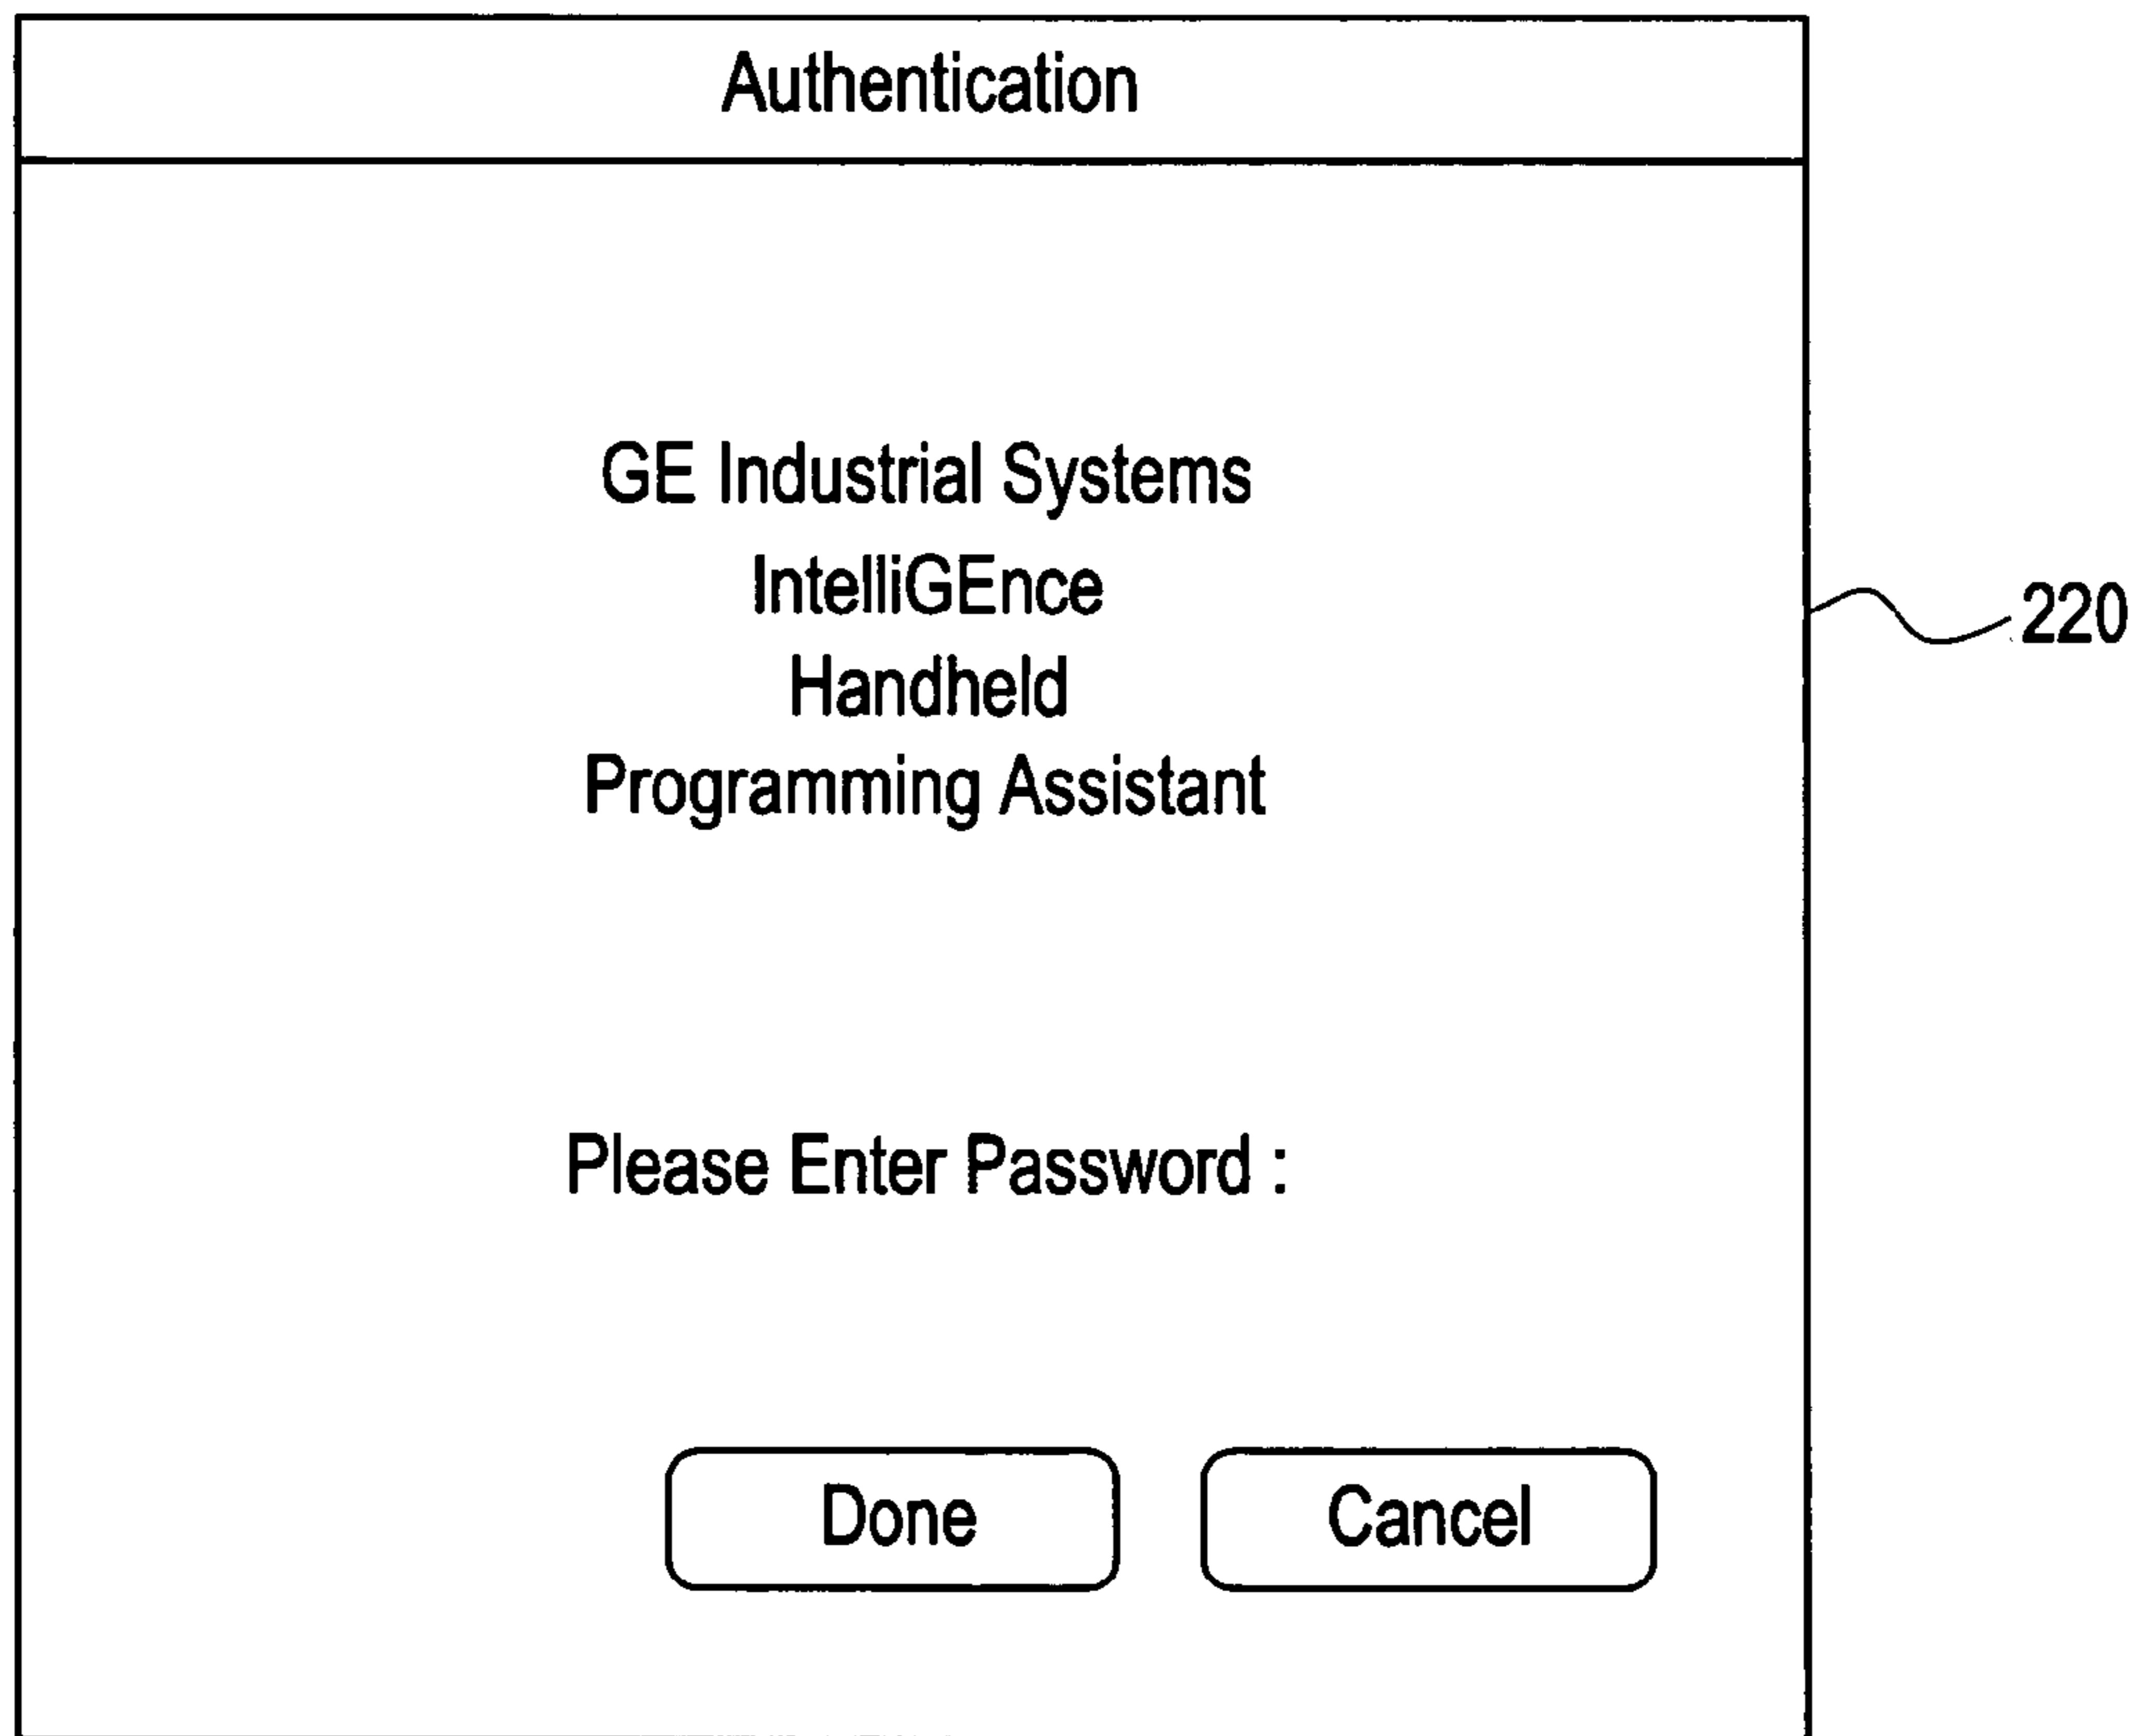 Authentication
GE Industrial Systems
IntelliGEnce
Handheld
Programming Assistant
220
Please Enter Password :
Done Cancel